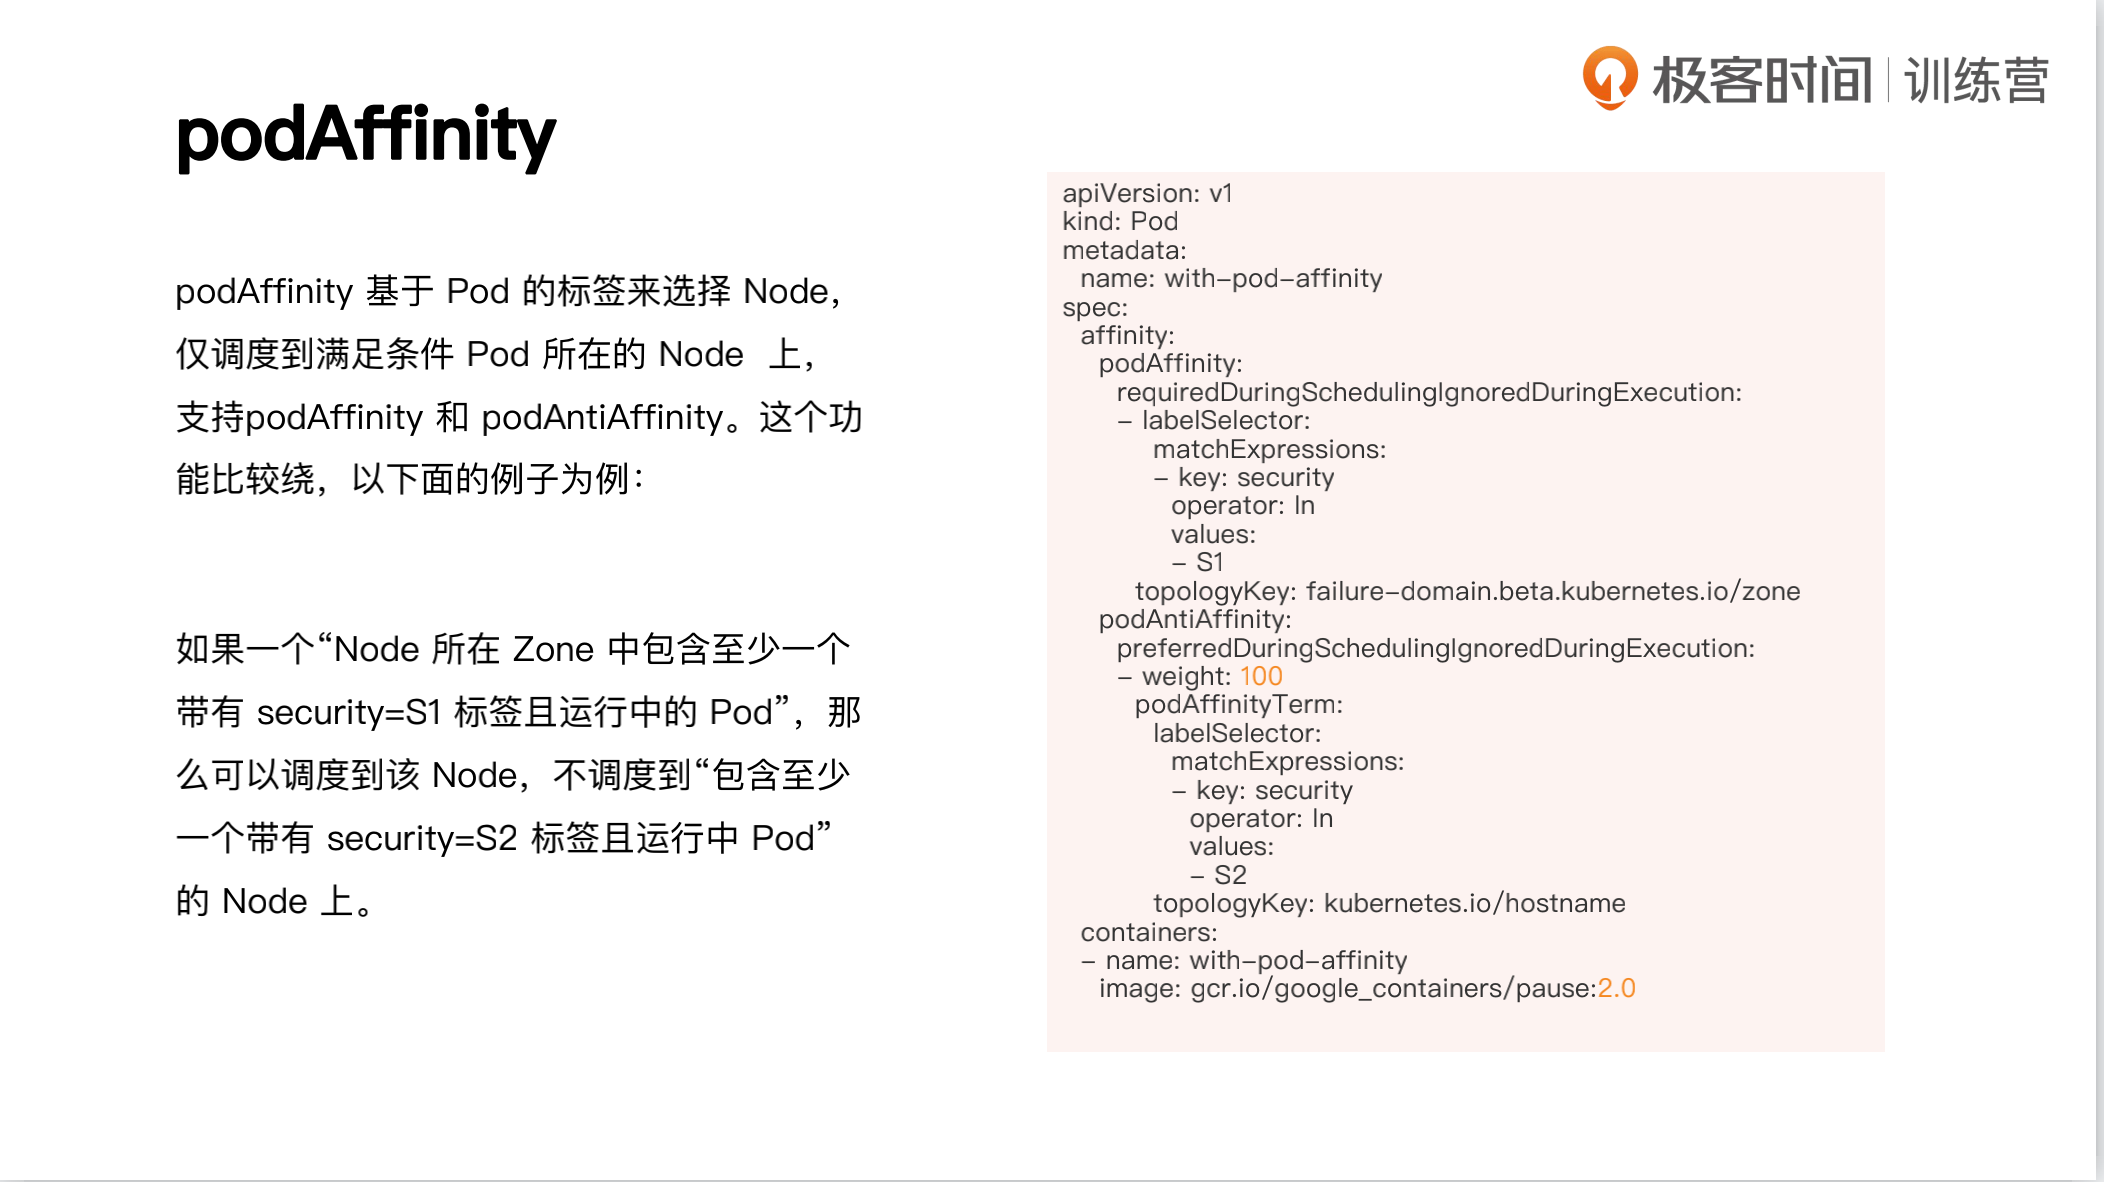 极客时间 | 训练营
podAffinity
podAffinity 基于 Pod 的标签来选择 Node，
仅调度到满足条件 Pod 所在的 Node 上，
支持podAffinity 和 podAntiAffinity。这个功
能比较绕，以下面的例子为例：
如果一个“Node 所在 Zone 中包含至少一个
带有 security=S1 标签且运行中的 Pod”，那
么可以调度到该 Node，不调度到“包含至少
一个带有 security=S2 标签且运行中 Pod”
的 Node 上。
apiVersion: v1
kind: Pod
metadata:
  name: with-pod-affinity
spec:
  affinity:
    podAffinity:
      requiredDuringSchedulingIgnoredDuringExecution:
      - labelSelector:
          matchExpressions:
          - key: security
            operator: In
            values:
            - S1
        topologyKey: failure-domain.beta.kubernetes.io/zone
    podAntiAffinity:
      preferredDuringSchedulingIgnoredDuringExecution:
      - weight: 100
        podAffinityTerm:
          labelSelector:
            matchExpressions:
            - key: security
              operator: In
              values:
              - S2
          topologyKey: kubernetes.io/hostname
  containers:
  - name: with-pod-affinity
    image: gcr.io/google_containers/pause:2.0